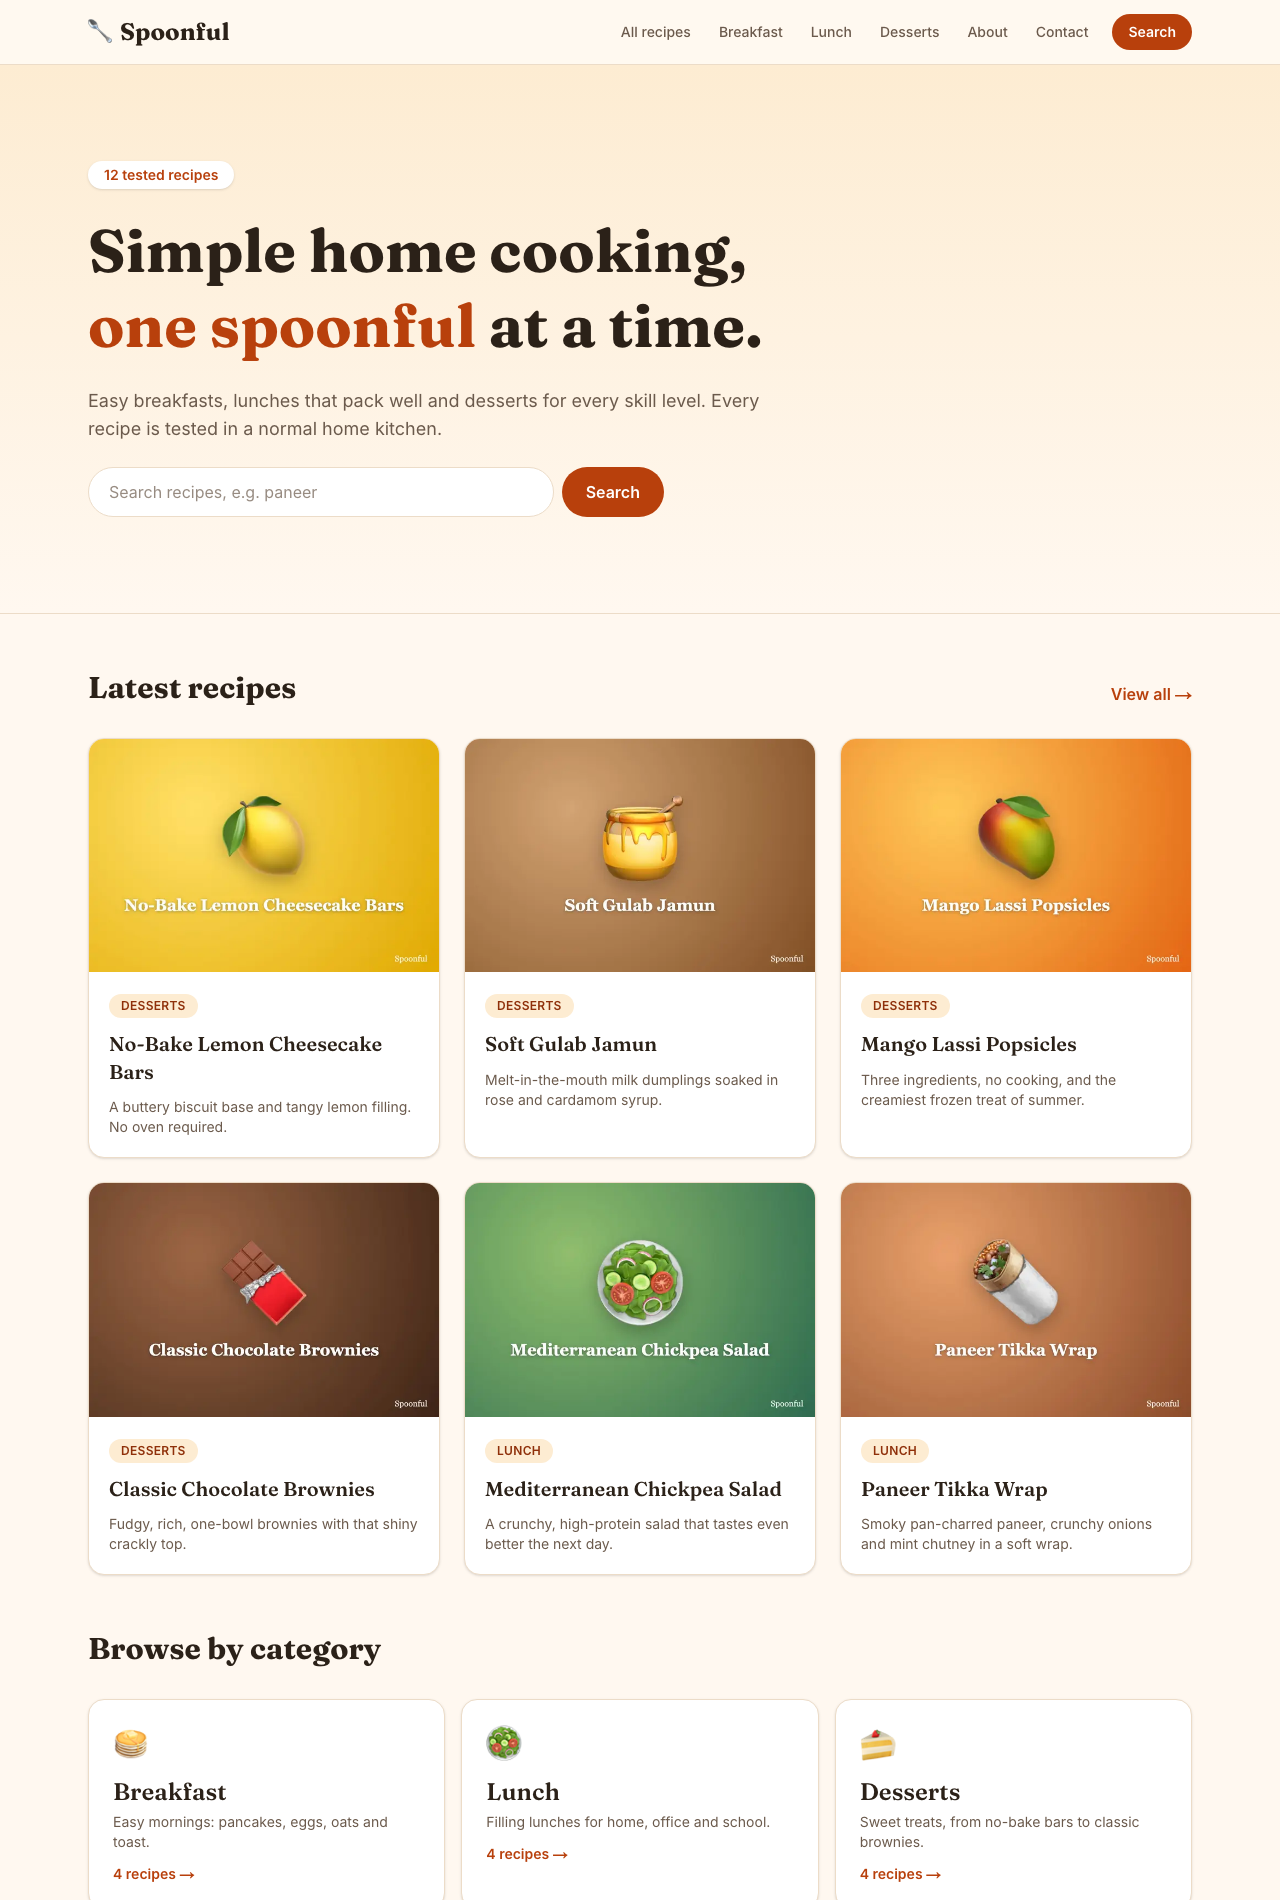 Spoonful
All recipes
Breakfast
Lunch
Desserts
About
Contact
Search
12 tested recipes
Simple home cooking,
one spoonful at a time.
Easy breakfasts, lunches that pack well and desserts for every skill level. Every
recipe is tested in a normal home kitchen.
Search recipes, e.g. paneer
Search
Latest recipes
View all →
No-Bake Lemon Cheesecake Bars
Spoonful
DESSERTS
No-Bake Lemon Cheesecake
Bars
A buttery biscuit base and tangy lemon filling.
No oven required.
Soft Gulab Jamun
Spoonful
DESSERTS
Soft Gulab Jamun
Melt-in-the-mouth milk dumplings soaked in
rose and cardamom syrup.
Mango Lassi Popsicles
Spoonful
DESSERTS
Mango Lassi Popsicles
Three ingredients, no cooking, and the
creamiest frozen treat of summer.
Classic Chocolate Brownies
Spoonful
DESSERTS
Classic Chocolate Brownies
Fudgy, rich, one-bowl brownies with that shiny
crackly top.
Mediterranean Chickpea Salad
Spoonful
LUNCH
Mediterranean Chickpea Salad
A crunchy, high-protein salad that tastes even
better the next day.
Paneer Tikka Wrap
Spoonful
LUNCH
Paneer Tikka Wrap
Smoky pan-charred paneer, crunchy onions
and mint chutney in a soft wrap.
Browse by category
Breakfast
Easy mornings: pancakes, eggs, oats and
toast.
4 recipes →
Lunch
Filling lunches for home, office and school.
4 recipes →
Desserts
Sweet treats, from no-bake bars to classic
brownies.
4 recipes →